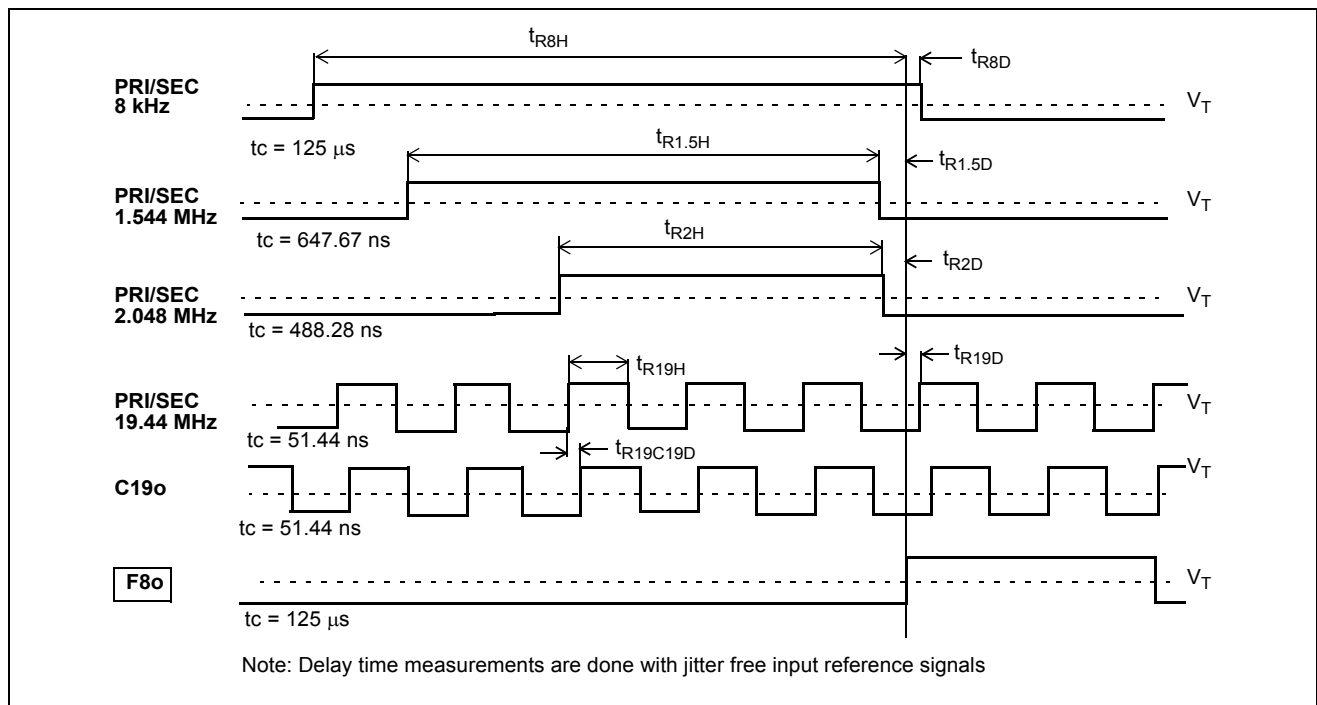 tR8H
tR8D
PRI/SEC
8 kHz
VT
tc = 125 μs
tR1.5H
tR1.5D
PRI/SEC
1.544 MHz
VT
tc = 647.67 ns
tR2H
tR2D
PRI/SEC
2.048 MHz
VT
tc = 488.28 ns
tR19H
tR19D
PRI/SEC
19.44 MHz
VT
tc = 51.44 ns
tR19C19D
C19o
VT
tc = 51.44 ns
F8o
VT
tc = 125 μs
Note: Delay time measurements are done with jitter free input reference signals